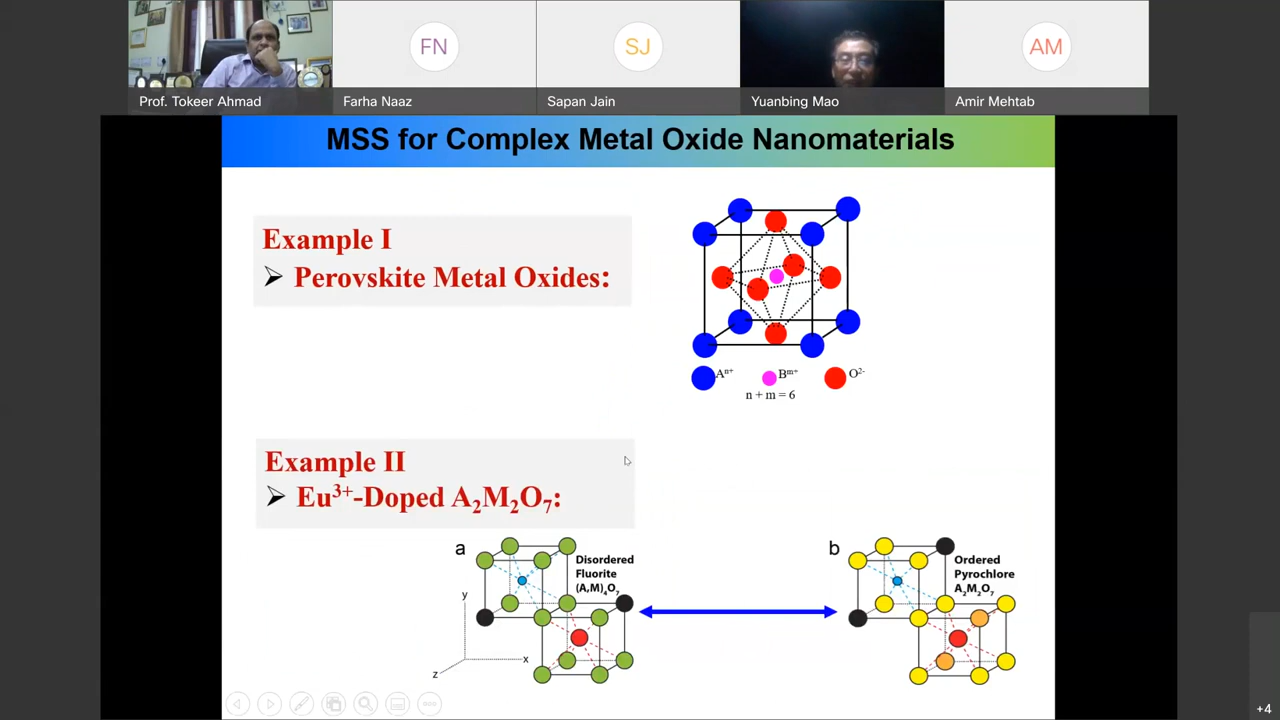 FN
SJ
AM
Prof. Tokeer Ahmad
Farha Naaz
Sapan Jain
Yuanbing Mao
Amir Mehtab
MSS for Complex Metal Oxide Nanomaterials
Example I
➢ Perovskite Metal Oxides:
Aⁿ⁺ Bᵐ⁺ O²⁻
n + m = 6
Example II
➢ Eu³⁺-Doped A₂M₂O₇:
a
Disordered
Fluorite
(A,M)₄O₇
y
x
z
b
Ordered
Pyrochlore
A₂M₂O₇
+4